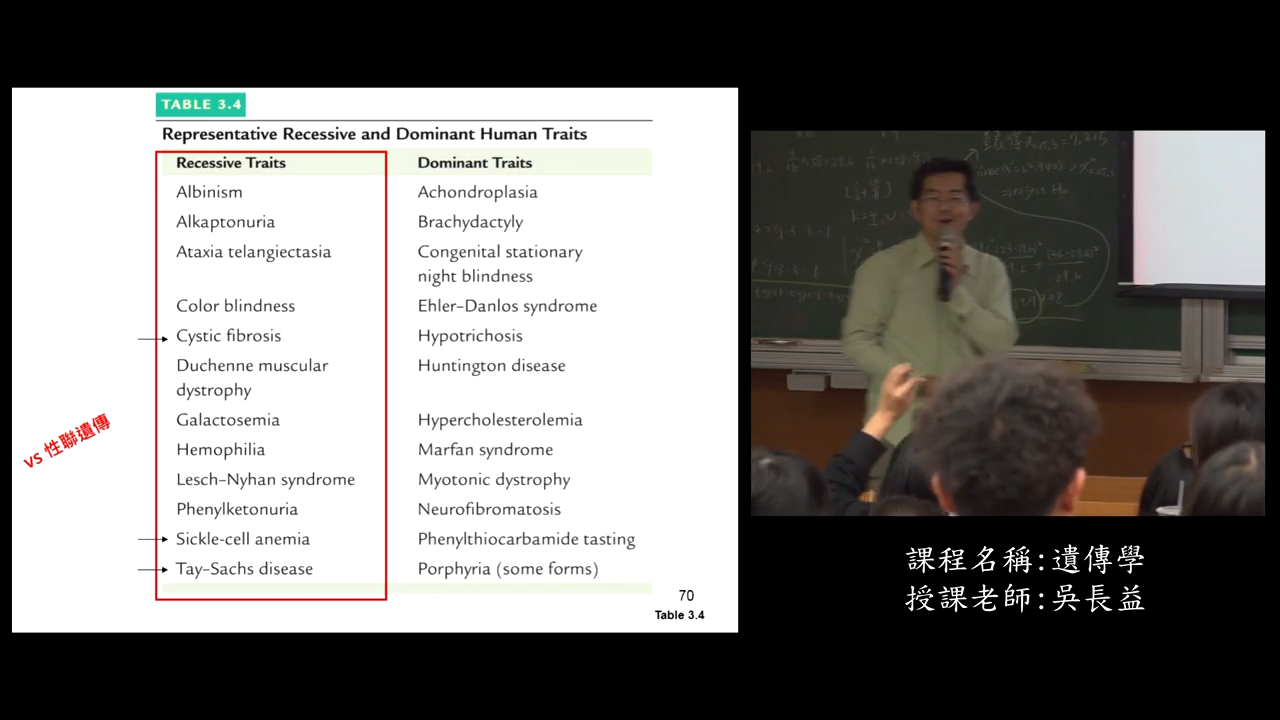 TABLE 3.4
Representative Recessive and Dominant Human Traits
Recessive Traits Dominant Traits
Albinism Achondroplasia
Alkaptonuria Brachydactyly
Ataxia telangiectasia Congenital stationary
night blindness
Color blindness Ehler–Danlos syndrome
Cystic fibrosis Hypotrichosis
Duchenne muscular Huntington disease
dystrophy
Galactosemia Hypercholesterolemia
Hemophilia Marfan syndrome
Lesch–Nyhan syndrome Myotonic dystrophy
Phenylketonuria Neurofibromatosis
Sickle-cell anemia Phenylthiocarbamide tasting
Tay–Sachs disease Porphyria (some forms)
vs 性聯遺傳
70
Table 3.4
課程名稱:遺傳學
授課老師:吳長益